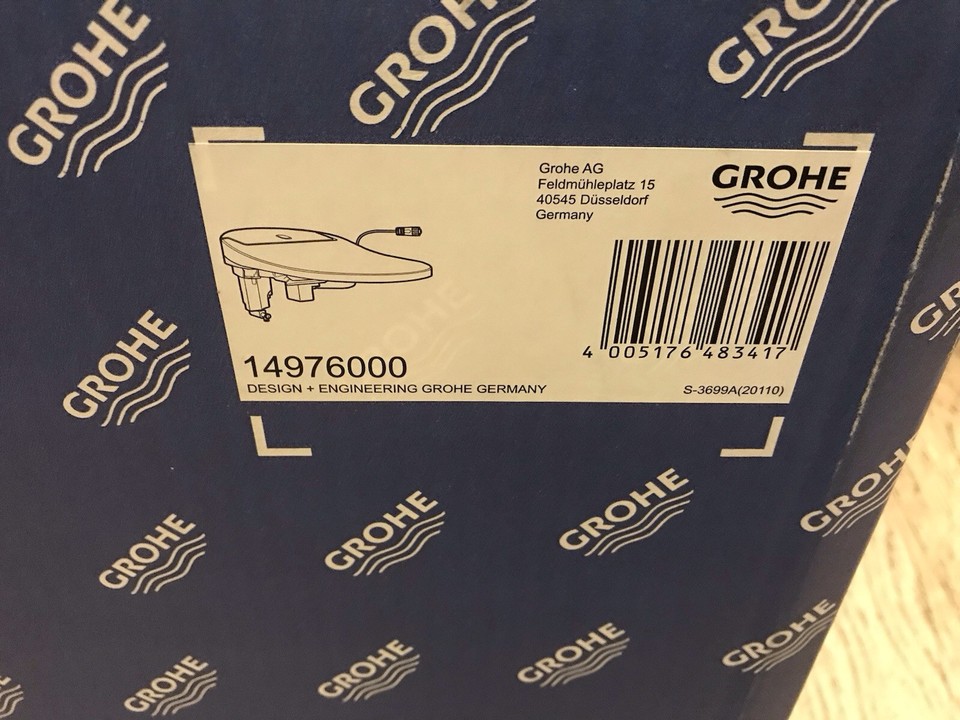 GROHE
GROHE
GROHE
Grohe AG
Feldmühleplatz 15
40545 Düsseldorf
Germany
GROHE
4 005176 483417
14976000
DESIGN + ENGINEERING GROHE GERMANY
S-3699A(20110)
GROHE
GROHE
GROHE
GROHE
GROHE
GROHE
GROHE
GROHE
GROHE
GROHE